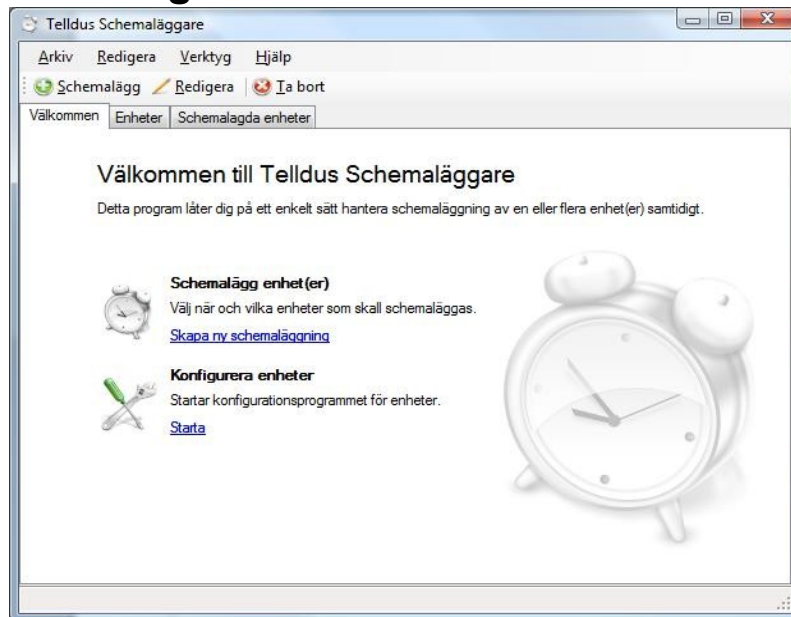 Telldus Schemaläggare
Arkiv Redigera Verktyg Hjälp
Schemalägg Redigera Ta bort
Välkommen Enheter Schemalagda enheter
Välkommen till Telldus Schemaläggare
Detta program låter dig på ett enkelt sätt hantera schemaläggning av en eller flera enhet(er) samtidigt.
Schemalägg enhet(er)
Välj när och vilka enheter som skall schemaläggas.
Skapa ny schemaläggning
Konfigurera enheter
Startar konfigurationsprogrammet för enheter.
Starta